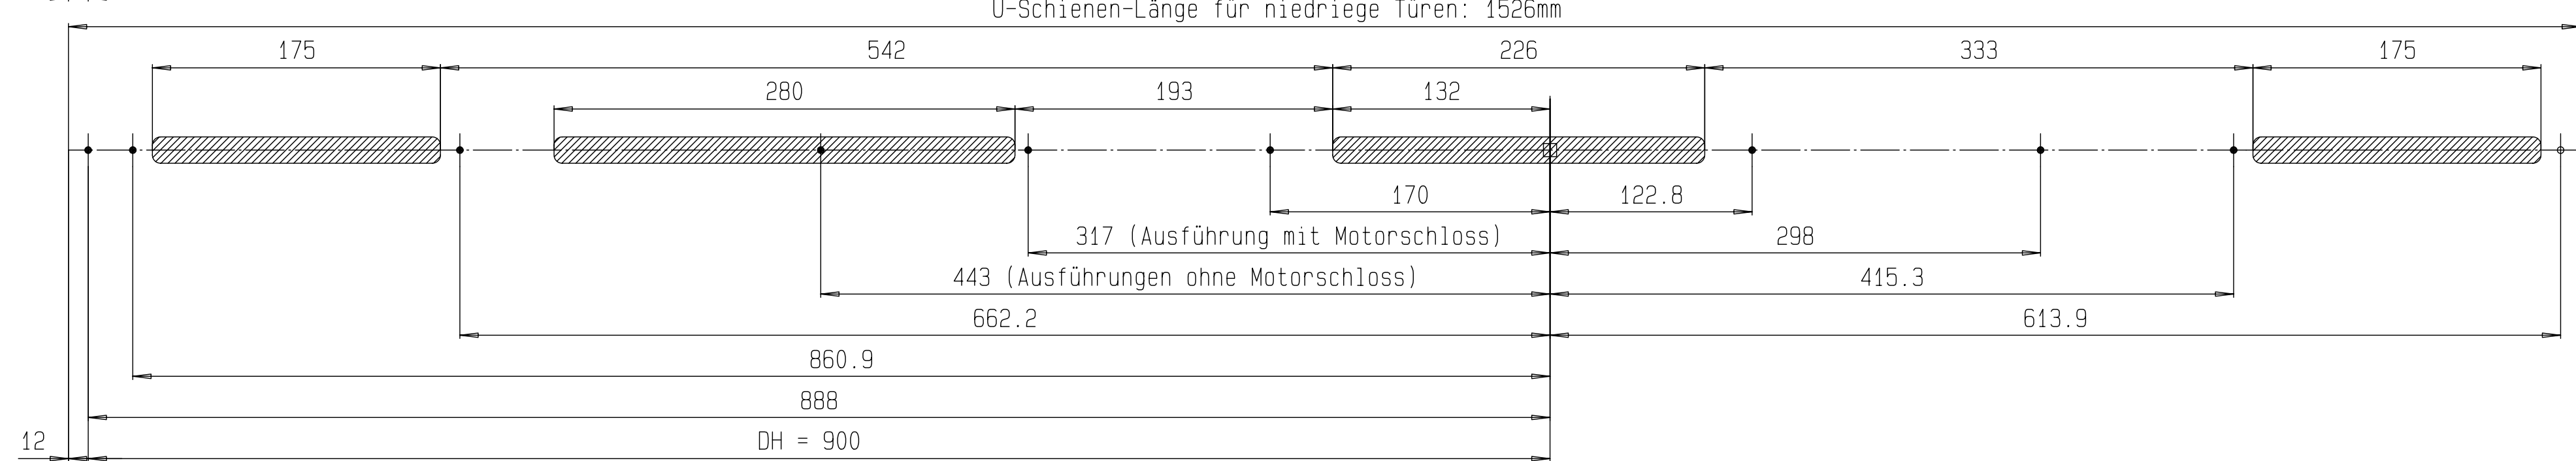 U-Schienen-Länge für niedriege Türen: 1526mm
175 542 226 333 175
280 193 132
170 122.8
317 (Ausführung mit Motorschloss) 298
443 (Ausführungen ohne Motorschloss) 415.3
662.2 613.9
860.9
888
12 DH = 900